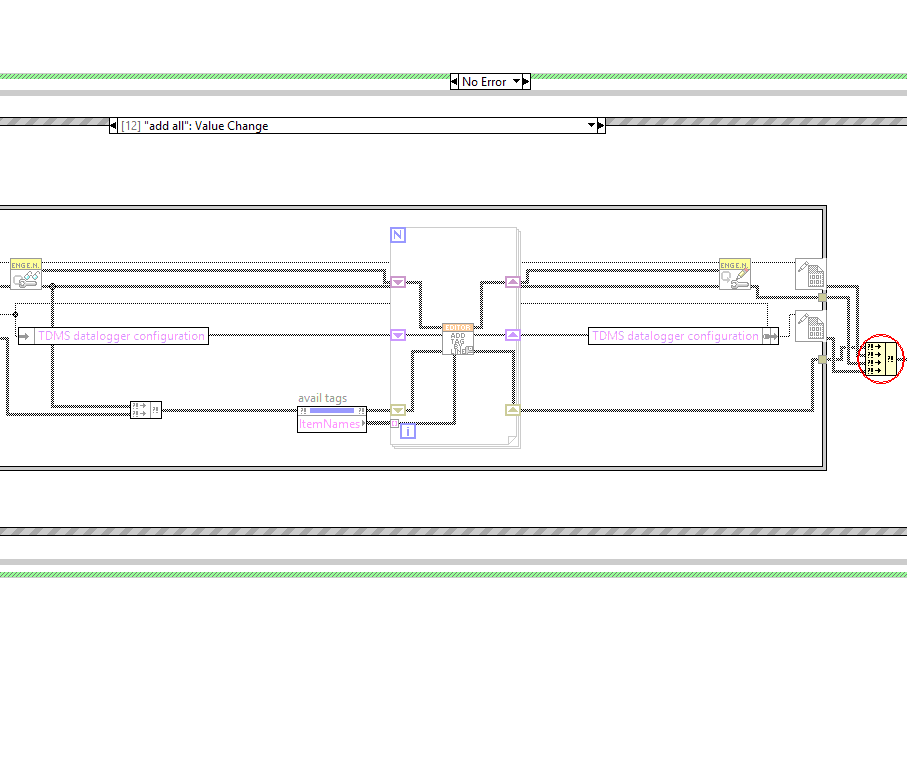 No Error
[12] "add all": Value Change
N
ENGE.N.
ENGE.N.
EDITOR
ADD
TAG
BY
LINE
TDMS datalogger configuration
TDMS datalogger configuration
avail tags
ItemNames
i